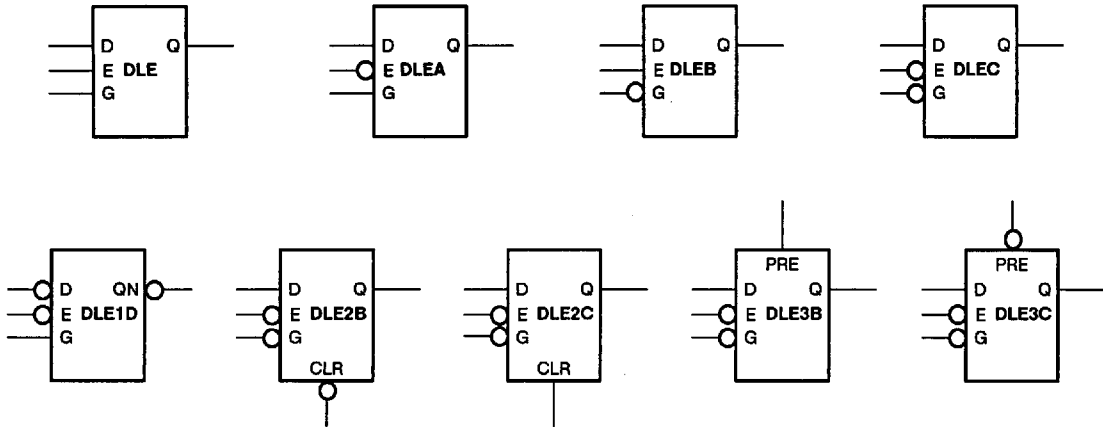 D Q D Q D Q D Q
E DLE E DLEA E DLEB E DLEC
G G G G
PRE PRE
D QN D Q D Q D Q D Q
E DLE1D E DLE2B E DLE2C E DLE3B E DLE3C
G G G G G
CLR CLR